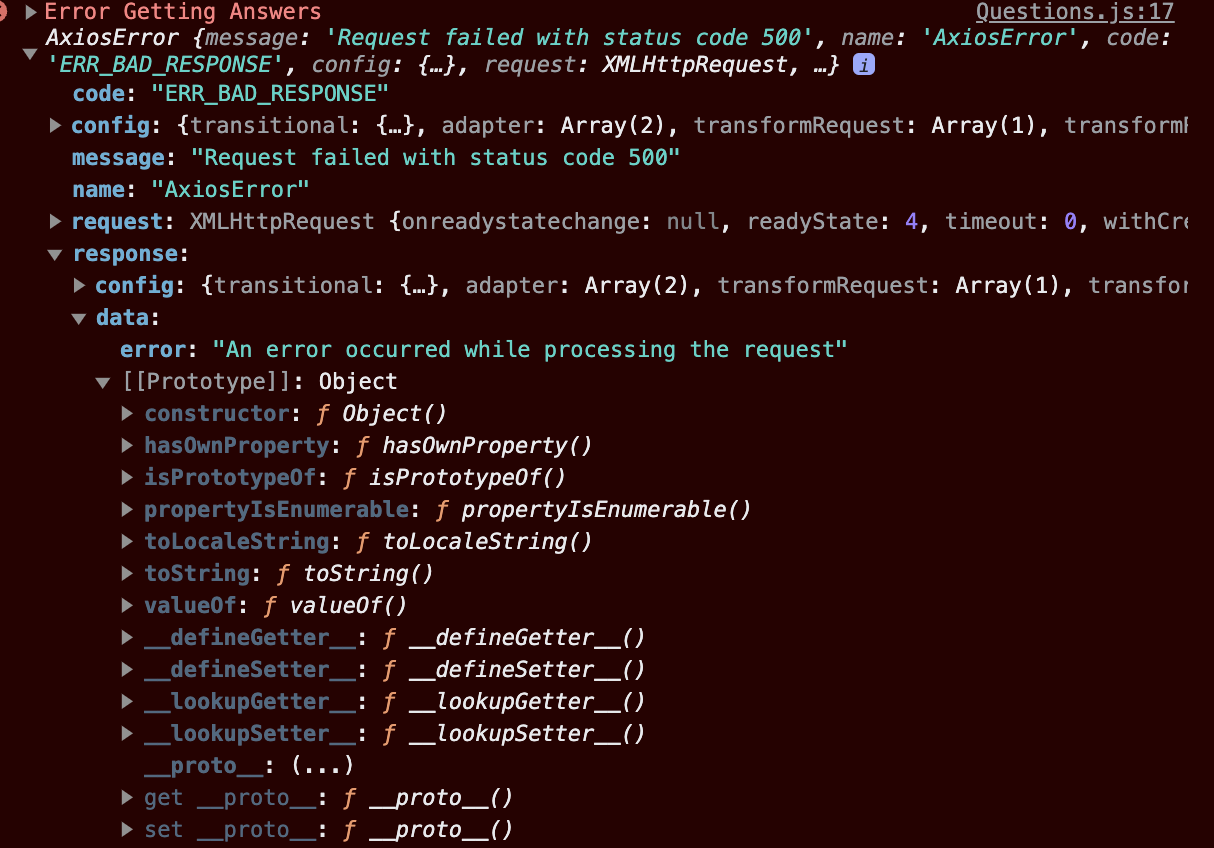 Error Getting Answers Questions.js:17
AxiosError {message: 'Request failed with status code 500', name: 'AxiosError', code:
'ERR_BAD_RESPONSE', config: {…}, request: XMLHttpRequest, …} i
code: "ERR_BAD_RESPONSE"
config: {transitional: {…}, adapter: Array(2), transformRequest: Array(1), transformR
message: "Request failed with status code 500"
name: "AxiosError"
request: XMLHttpRequest {onreadystatechange: null, readyState: 4, timeout: 0, withCre
response:
config: {transitional: {…}, adapter: Array(2), transformRequest: Array(1), transfor
data:
error: "An error occurred while processing the request"
[[Prototype]]: Object
constructor: ƒ Object()
hasOwnProperty: ƒ hasOwnProperty()
isPrototypeOf: ƒ isPrototypeOf()
propertyIsEnumerable: ƒ propertyIsEnumerable()
toLocaleString: ƒ toLocaleString()
toString: ƒ toString()
valueOf: ƒ valueOf()
__defineGetter__: ƒ __defineGetter__()
__defineSetter__: ƒ __defineSetter__()
__lookupGetter__: ƒ __lookupGetter__()
__lookupSetter__: ƒ __lookupSetter__()
__proto__: (...)
get __proto__: ƒ __proto__()
set __proto__: ƒ __proto__()